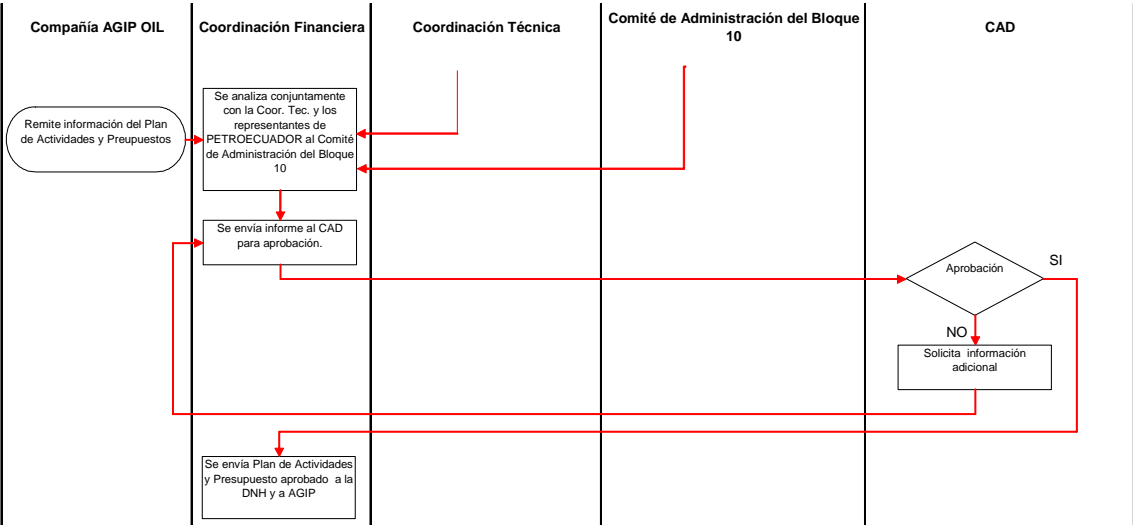 Compañía AGIP OIL
Coordinación Financiera
Coordinación Técnica
Comité de Administración del Bloque
10
CAD
Remite información del Plan
de Actividades y Preupuestos
Se analiza conjuntamente
con la Coor. Tec. y los
representantes de
PETROECUADOR al Comité
de Administración del Bloque
10
Se envía informe al CAD
para aprobación.
Aprobación
SI
NO
Solicita información
adicional
Se envía Plan de Actividades
y Presupuesto aprobado a la
DNH y a AGIP